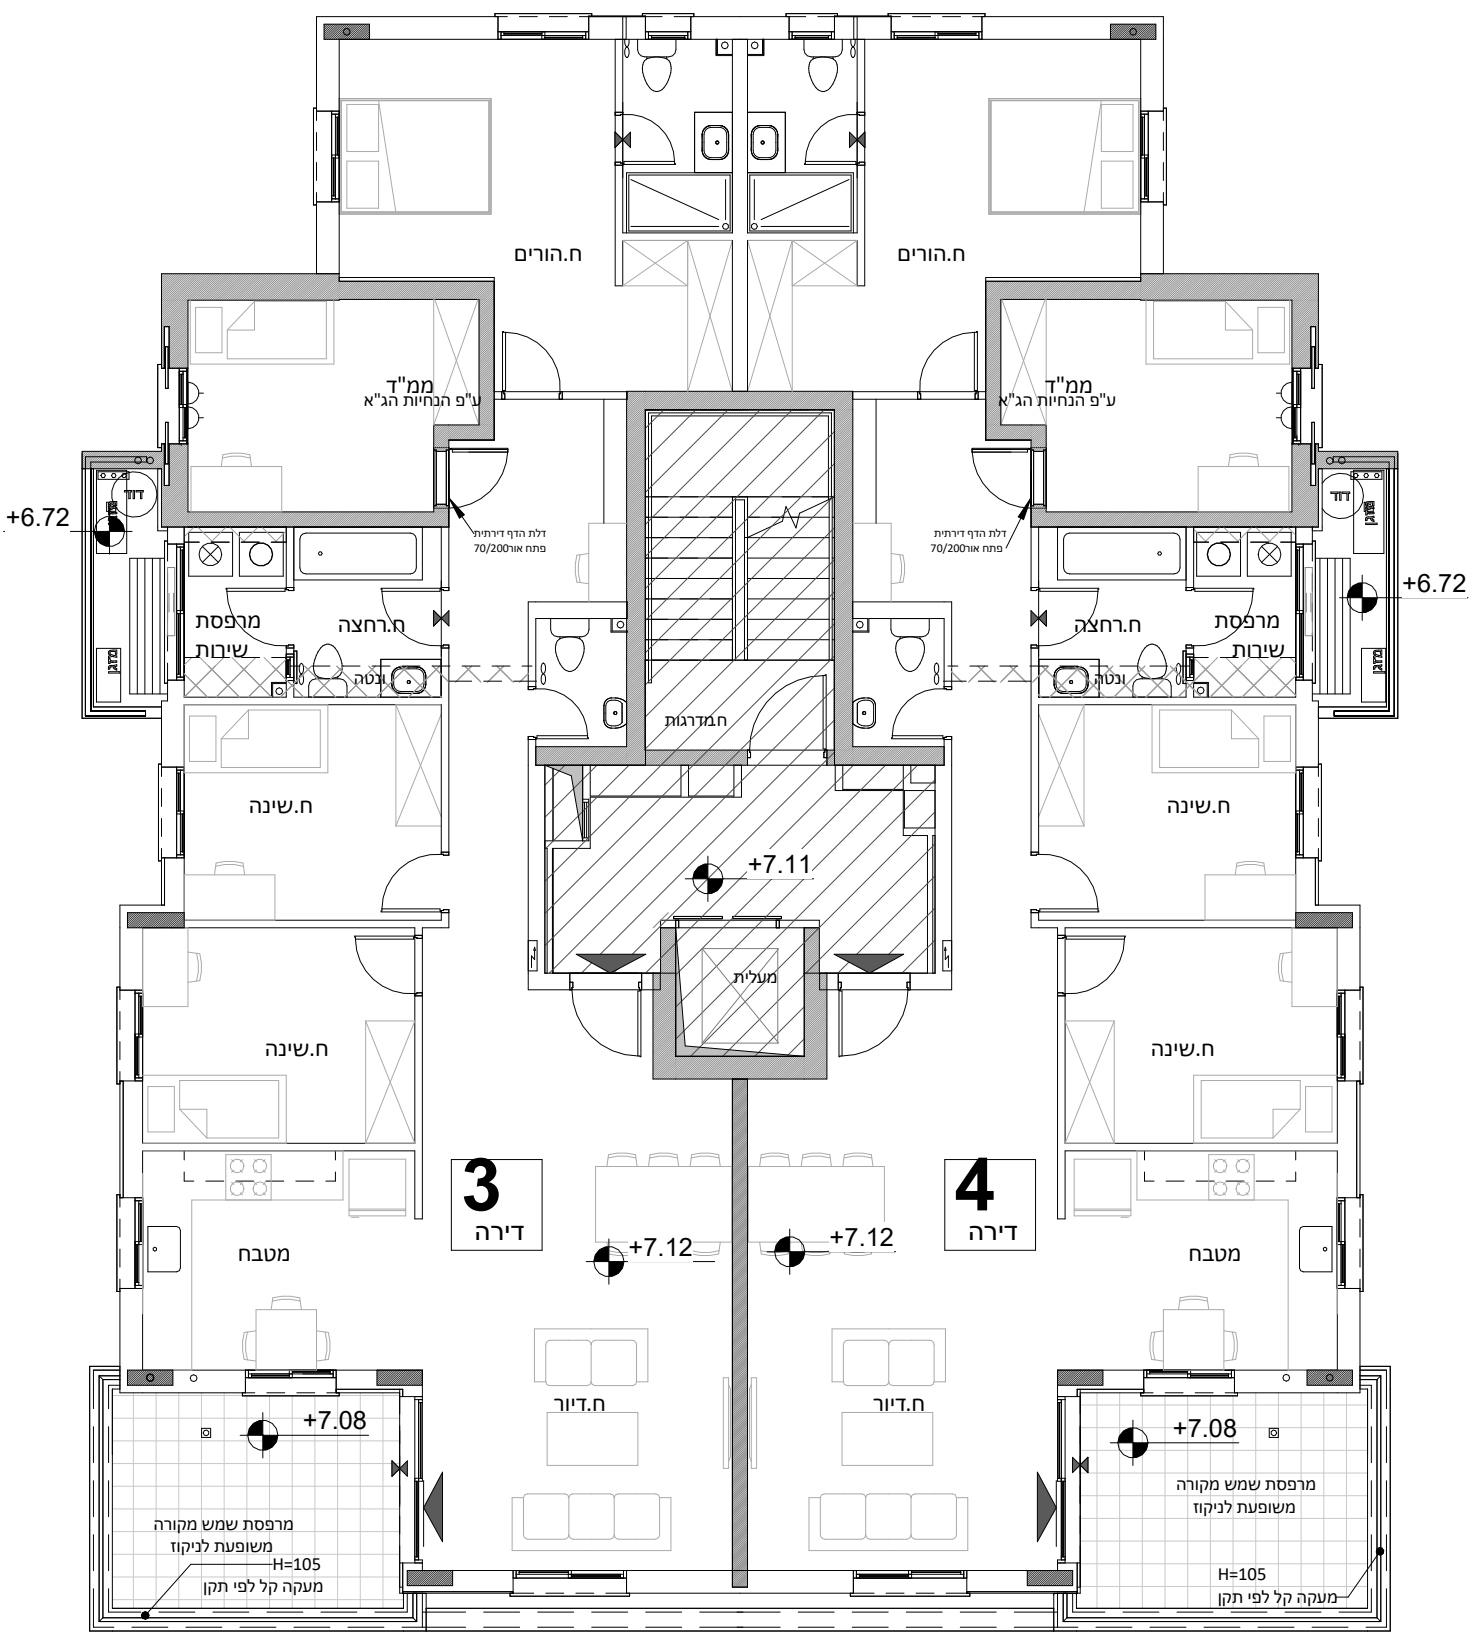 ח.הורים
ח.הורים
ממ"ד
ע"פ הנחיות הג"א
ממ"ד
ע"פ הנחיות הג"א
+6.72
דוד
מזגן
דוד
מזגן
דלת הדף דירתית
פתח אור70/200
דלת הדף דירתית
פתח אור70/200
+6.72
מרפסת
שירות
ח.רחצה
ח.רחצה
מרפסת
שירות
מזגן
ונטה
ונטה
מזגן
ח.מדרגות
ח.שינה
ח.שינה
+7.11
מעלית
ח.שינה
ח.שינה
3
דירה
4
דירה
+7.12
+7.12
מטבח
מטבח
ח.דיור
ח.דיור
+7.08
+7.08
מרפסת שמש מקורה
משופעת לניקוז
H=105
מעקה קל לפי תקן
מרפסת שמש מקורה
משופעת לניקוז
H=105
מעקה קל לפי תקן